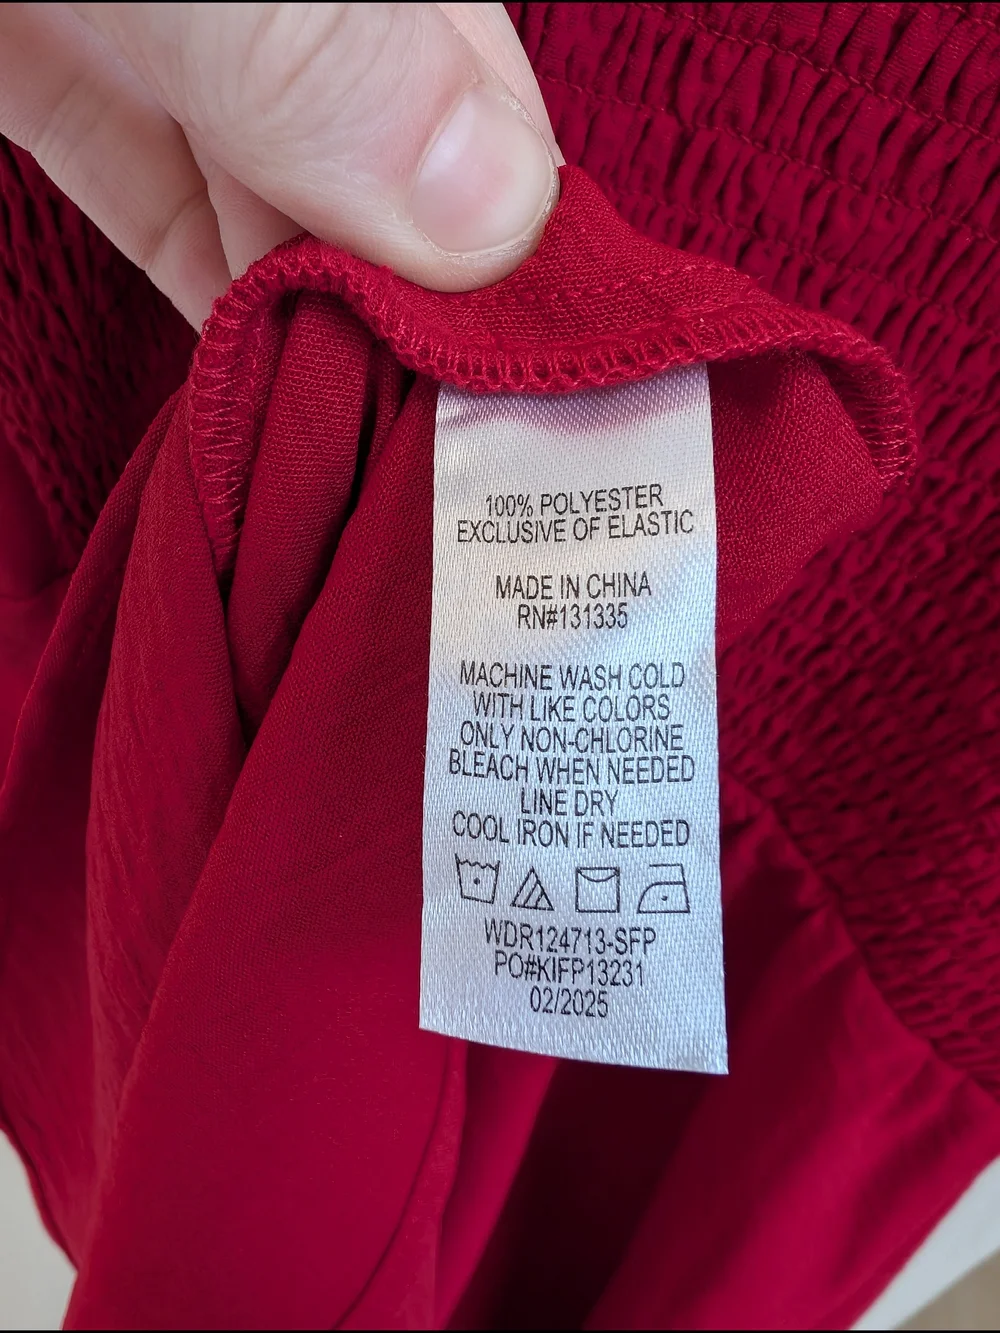 100% POLYESTER
EXCLUSIVE OF ELASTIC
MADE IN CHINA
RN#131335
MACHINE WASH COLD
WITH LIKE COLORS
ONLY NON-CHLORINE
BLEACH WHEN NEEDED
LINE DRY
COOL IRON IF NEEDED
WDR124713-SFP
PO#KIFP13231
02/2025